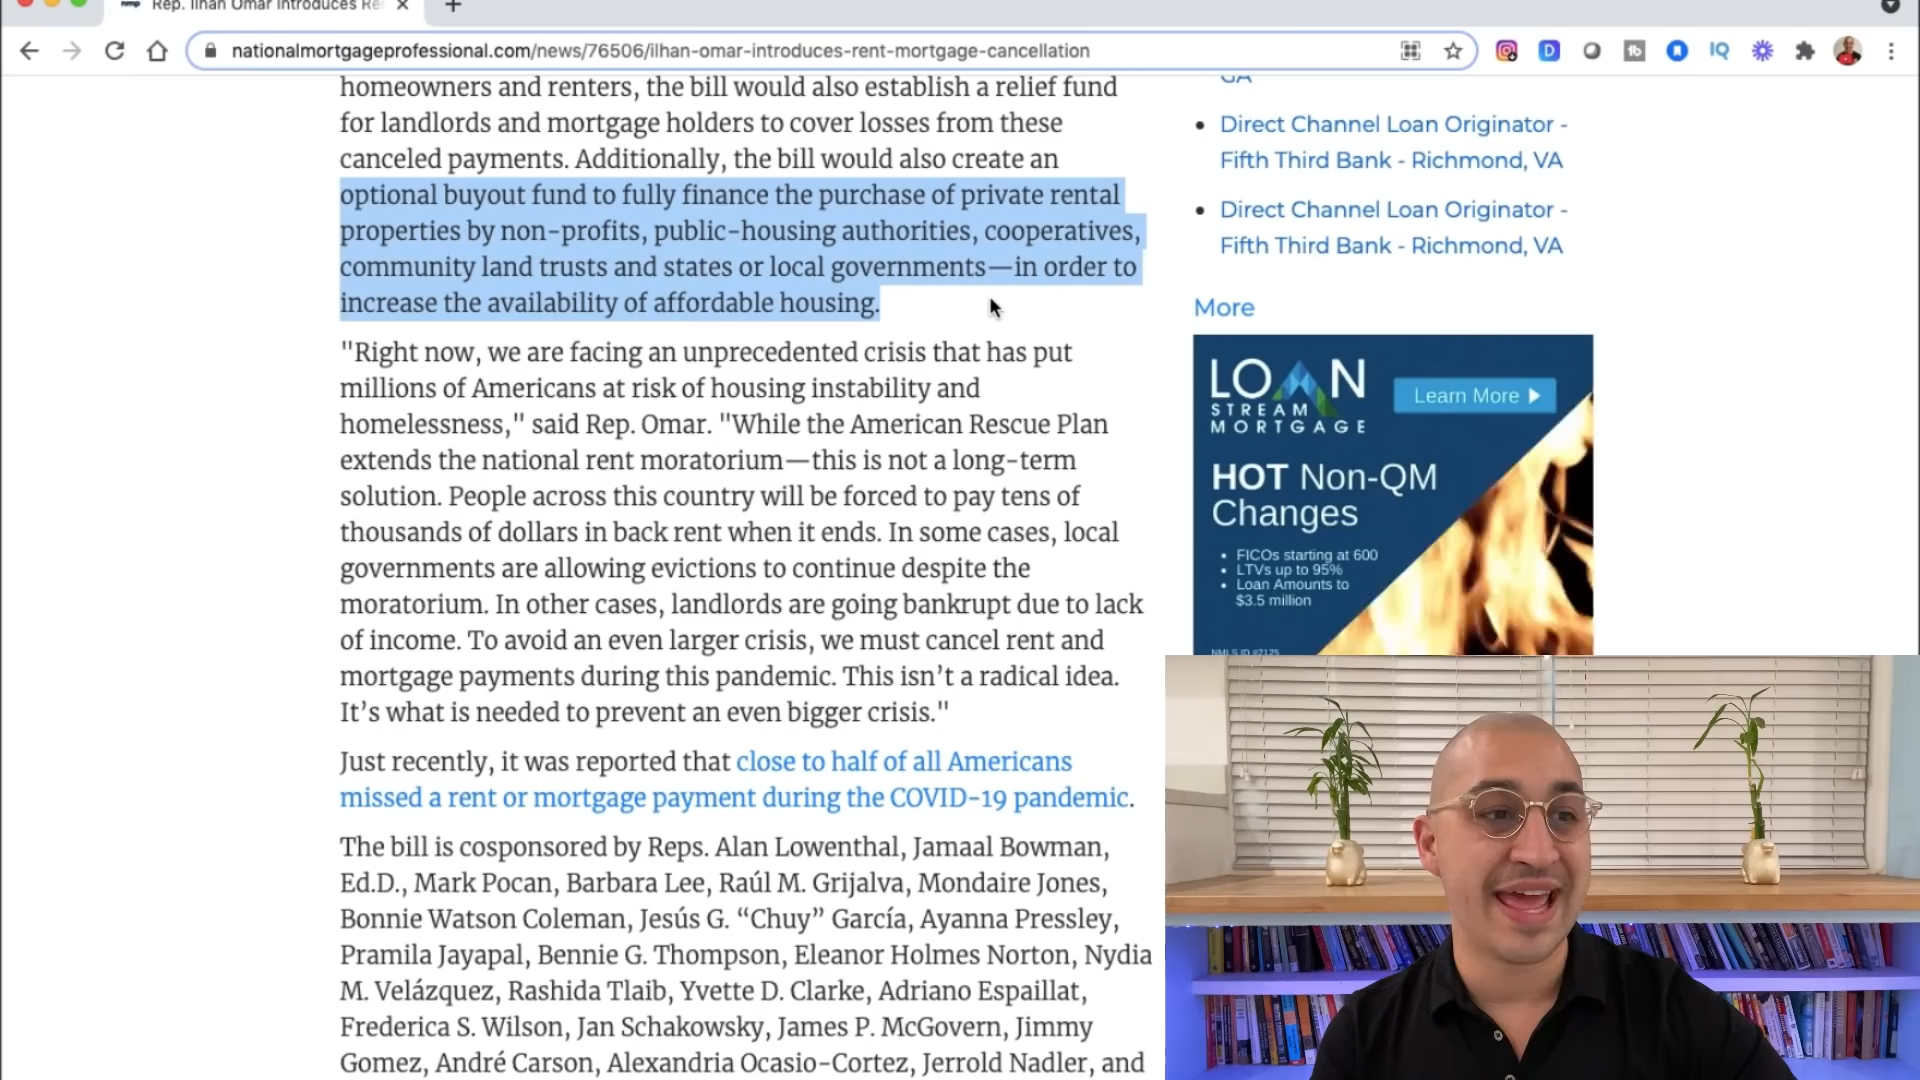 Rep. Ilhan Omar Introduces Re
nationalmortgageprofessional.com/news/76506/ilhan-omar-introduces-rent-mortgage-cancellation
homeowners and renters, the bill would also establish a relief fund
for landlords and mortgage holders to cover losses from these
canceled payments. Additionally, the bill would also create an
optional buyout fund to fully finance the purchase of private rental
properties by non-profits, public-housing authorities, cooperatives,
community land trusts and states or local governments—in order to
increase the availability of affordable housing.
"Right now, we are facing an unprecedented crisis that has put
millions of Americans at risk of housing instability and
homelessness," said Rep. Omar. "While the American Rescue Plan
extends the national rent moratorium—this is not a long-term
solution. People across this country will be forced to pay tens of
thousands of dollars in back rent when it ends. In some cases, local
governments are allowing evictions to continue despite the
moratorium. In other cases, landlords are going bankrupt due to lack
of income. To avoid an even larger crisis, we must cancel rent and
mortgage payments during this pandemic. This isn’t a radical idea.
It’s what is needed to prevent an even bigger crisis."
Just recently, it was reported that close to half of all Americans
missed a rent or mortgage payment during the COVID-19 pandemic.
The bill is cosponsored by Reps. Alan Lowenthal, Jamaal Bowman,
Ed.D., Mark Pocan, Barbara Lee, Raúl M. Grijalva, Mondaire Jones,
Bonnie Watson Coleman, Jesús G. “Chuy” García, Ayanna Pressley,
Pramila Jayapal, Bennie G. Thompson, Eleanor Holmes Norton, Nydia
M. Velázquez, Rashida Tlaib, Yvette D. Clarke, Adriano Espaillat,
Frederica S. Wilson, Jan Schakowsky, James P. McGovern, Jimmy
Gomez, André Carson, Alexandria Ocasio-Cortez, Jerrold Nadler, and
GA
Direct Channel Loan Originator -
Fifth Third Bank - Richmond, VA
Direct Channel Loan Originator -
Fifth Third Bank - Richmond, VA
More
LOAN
STREAM
MORTGAGE
Learn More
HOT Non-QM
Changes
FICOs starting at 600
LTVs up to 95%
Loan Amounts to
$3.5 million
NMLS ID #2125